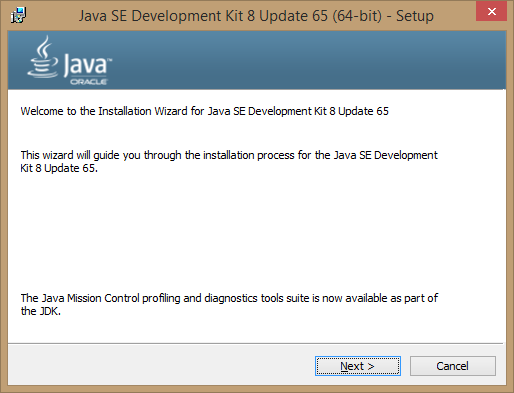 Java SE Development Kit 8 Update 65 (64-bit) - Setup
Java™
ORACLE
Welcome to the Installation Wizard for Java SE Development Kit 8 Update 65
This wizard will guide you through the installation process for the Java SE Development
Kit 8 Update 65.
The Java Mission Control profiling and diagnostics tools suite is now available as part of
the JDK.
Next >
Cancel